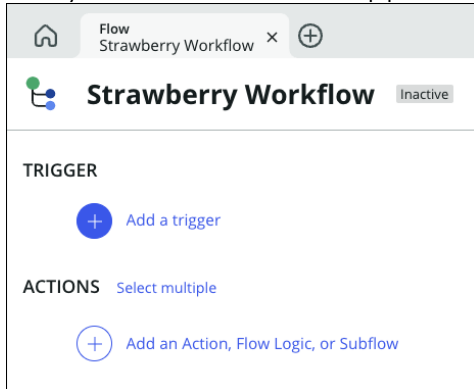 Flow
Strawberry Workflow
Strawberry Workflow Inactive
TRIGGER
Add a trigger
ACTIONS Select multiple
Add an Action, Flow Logic, or Subflow